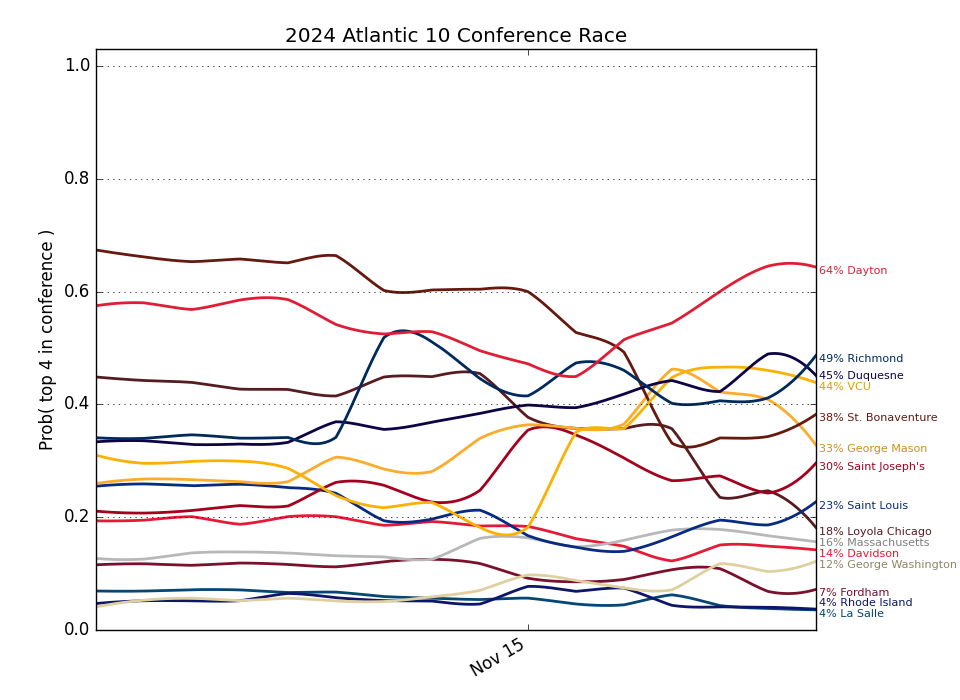 2024 Atlantic 10 Conference Race
Prob( top 4 in conference )
1.0
0.8
0.6
0.4
0.2
0.0
Nov 15
64% Dayton
49% Richmond
45% Duquesne
44% VCU
38% St. Bonaventure
33% George Mason
30% Saint Joseph's
23% Saint Louis
18% Loyola Chicago
16% Massachusetts
14% Davidson
12% George Washington
7% Fordham
4% Rhode Island
4% La Salle